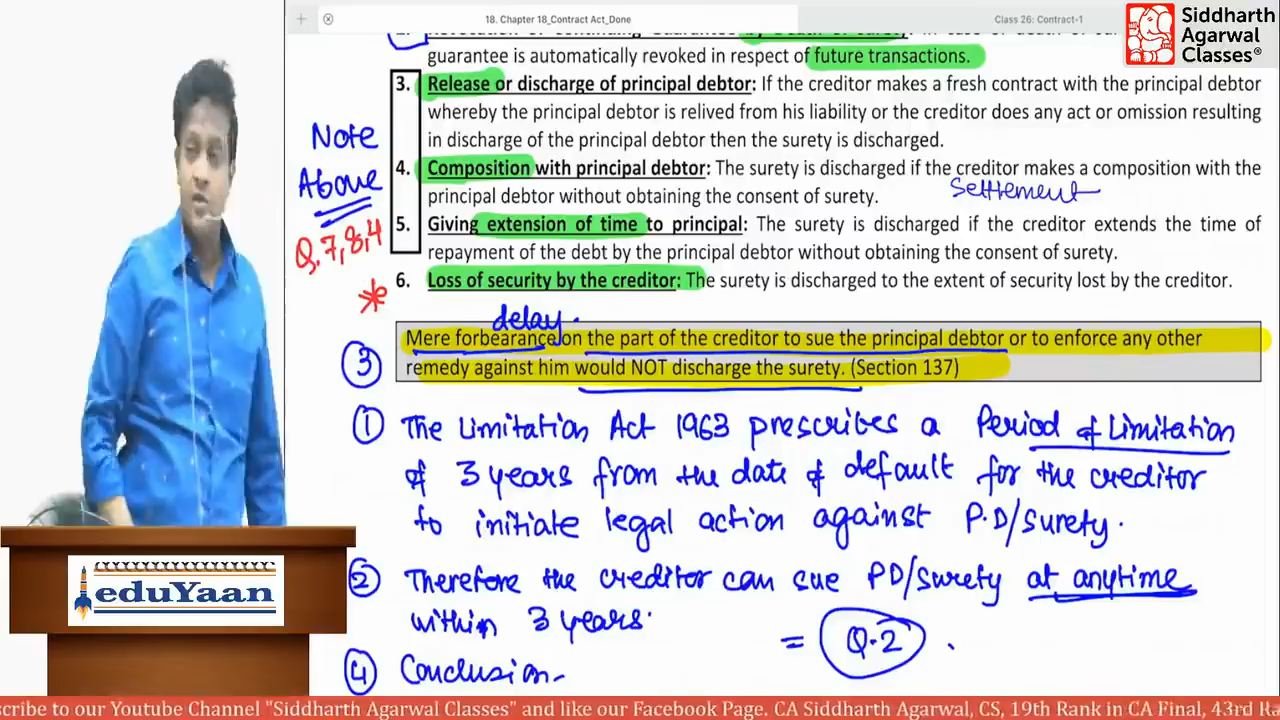 18. Chapter 18_Contract Act_Done
Class 26: Contract-1
Siddharth
Agarwal
Classes®
guarantee is automatically revoked in respect of future transactions.
3. Release or discharge of principal debtor: If the creditor makes a fresh contract with the principal debtor
whereby the principal debtor is relived from his liability or the creditor does any act or omission resulting
in discharge of the principal debtor then the surety is discharged.
4. Composition with principal debtor: The surety is discharged if the creditor makes a composition with the
principal debtor without obtaining the consent of surety.
Settlement
5. Giving extension of time to principal: The surety is discharged if the creditor extends the time of
repayment of the debt by the principal debtor without obtaining the consent of surety.
6. Loss of security by the creditor: The surety is discharged to the extent of security lost by the creditor.
Note
Above
Q.7,8,4
delay.
Mere forbearance on the part of the creditor to sue the principal debtor or to enforce any other
remedy against him would NOT discharge the surety. (Section 137)
③
① The Limitation Act 1963 prescribes a Period of Limitation
of 3 years from the date of default for the creditor
to initiate legal action against P.D/Surety.
② Therefore the creditor can sue PD/Surety at anytime
within 3 years.
= Q.2
④ Conclusion-
eduYaan
scribe to our Youtube Channel "Siddharth Agarwal Classes" and like our Facebook Page. CA Siddharth Agarwal, CS, 19th Rank in CA Final, 43rd Ra